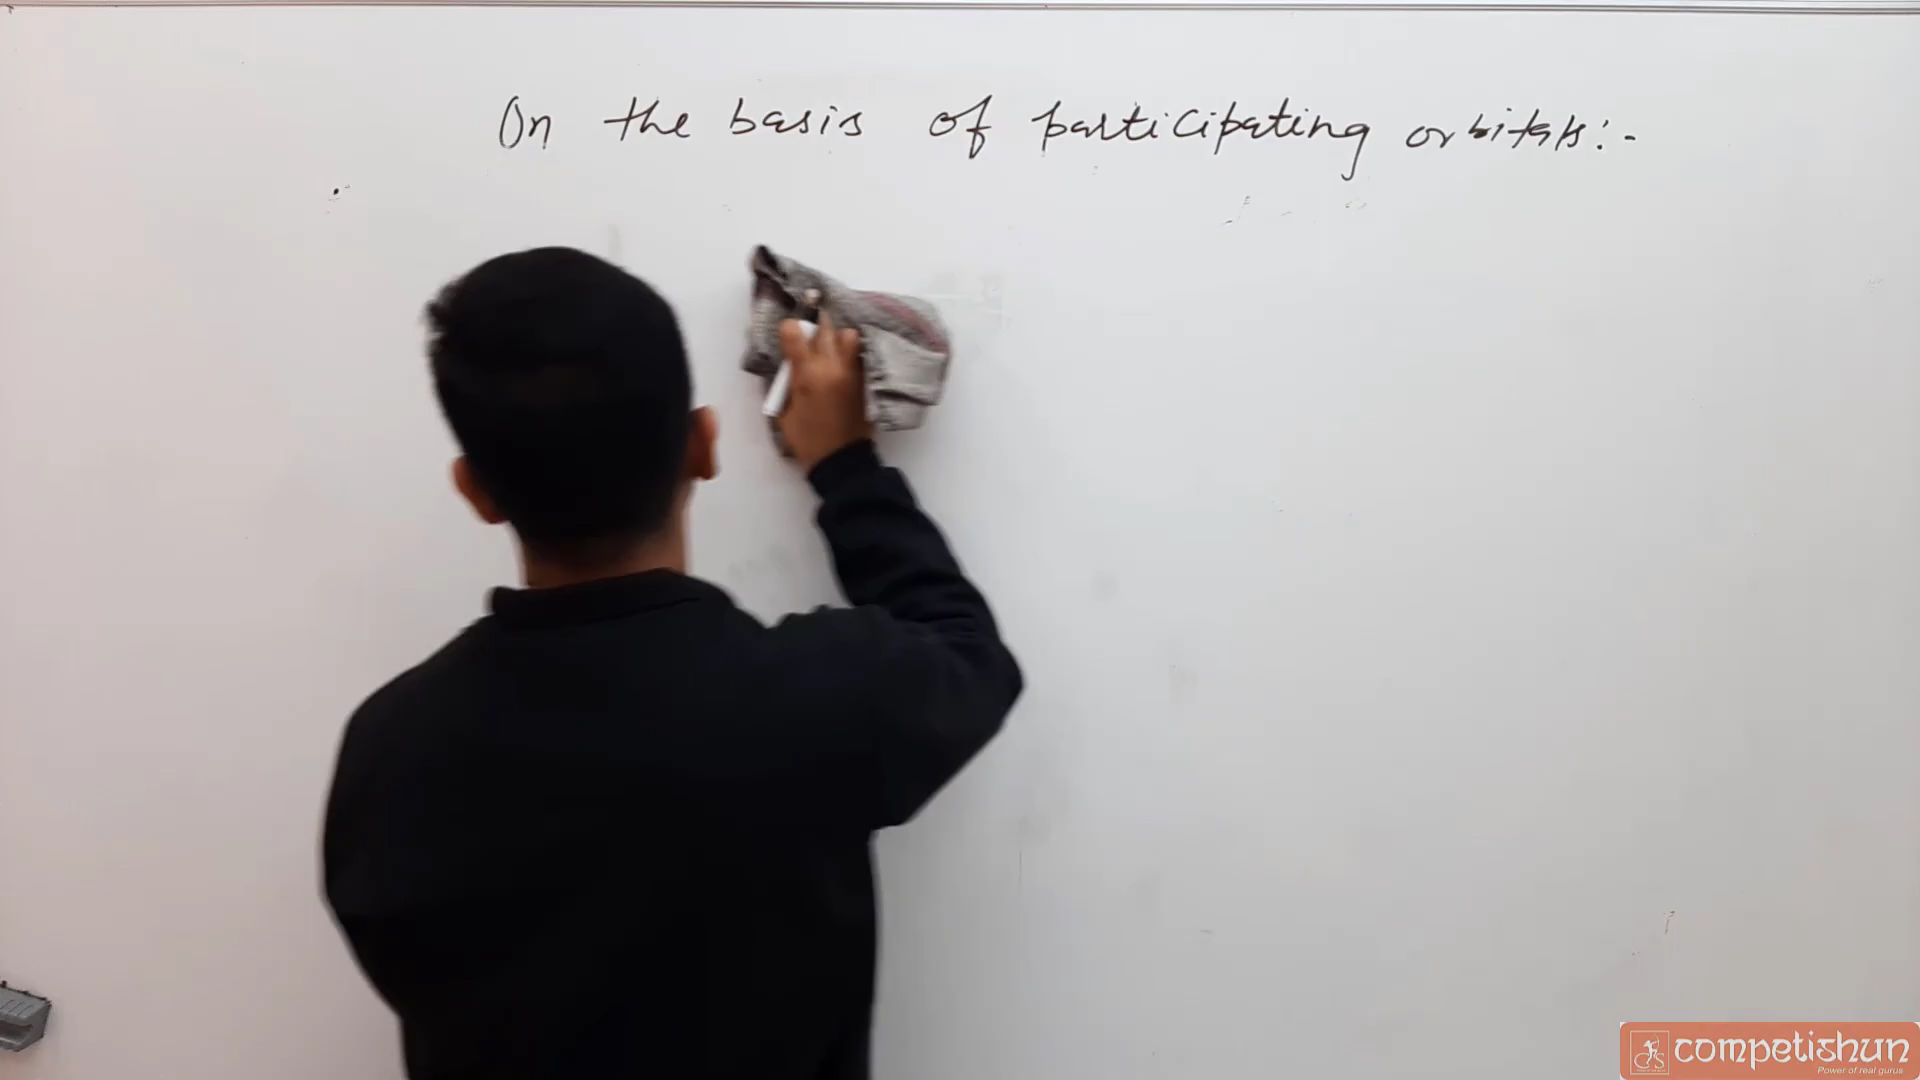 On the basis of participating orbitals:-
competishun
Power of real gurus